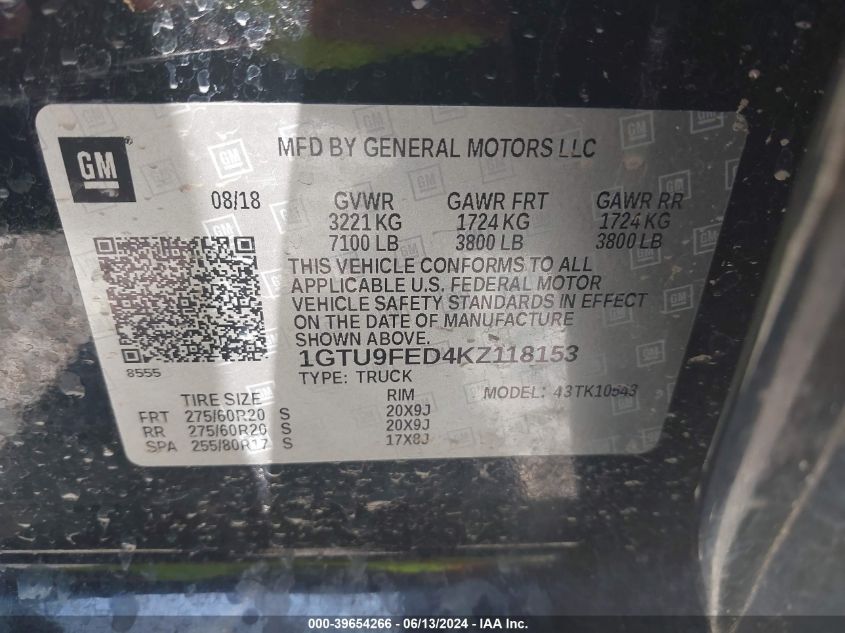 GM
MFD BY GENERAL MOTORS LLC
08/18 GVWR GAWR FRT GAWR RR
3221 KG 1724 KG 1724 KG
7100 LB 3800 LB 3800 LB
THIS VEHICLE CONFORMS TO ALL
APPLICABLE U.S. FEDERAL MOTOR
VEHICLE SAFETY STANDARDS IN EFFECT
ON THE DATE OF MANUFACTURE
SHOWN ABOVE.
8555
1GTU9FED4KZ118153
TYPE: TRUCK MODEL: 43TK10543
TIRE SIZE RIM
FRT 275/60R20 S 20X9J
RR 275/60R20 S 20X9J
SPA 255/80R17 S 17X8J
000-39654266 - 06/13/2024 - IAA Inc.